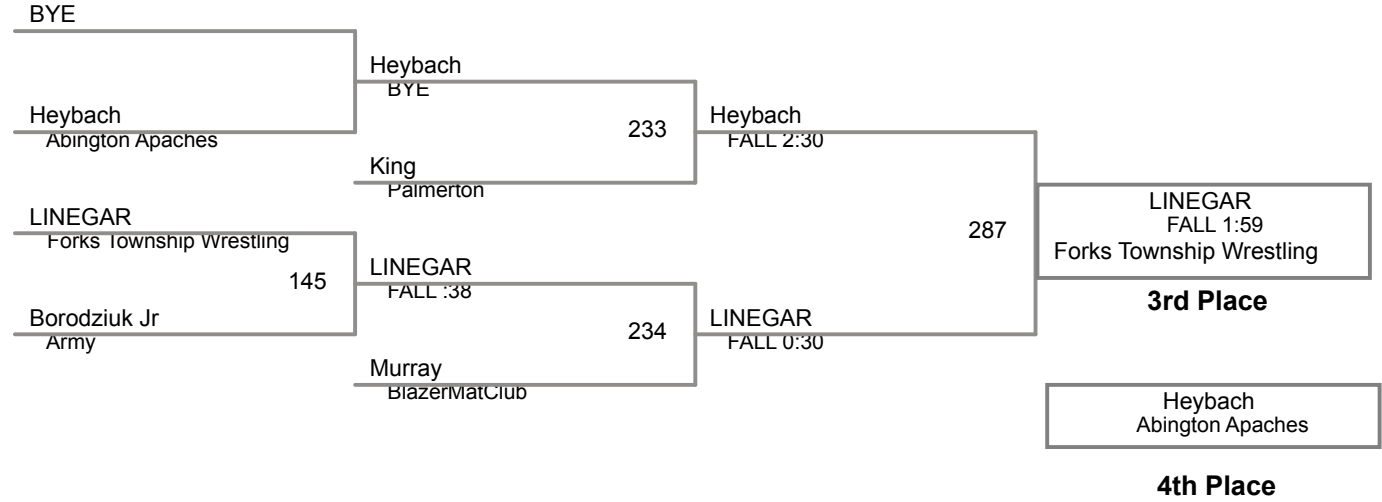 BYE
Heybach
BYE
Heybach
Abington Apaches
233
Heybach
FALL 2:30
King
Palmerton
LINEGAR
Forks Township Wrestling
287
LINEGAR
FALL 1:59
Forks Township Wrestling
3rd Place
145
LINEGAR
FALL :38
Borodziuk Jr
Army
234
LINEGAR
FALL 0:30
Murray
BlazerMatClub
Heybach
Abington Apaches
4th Place